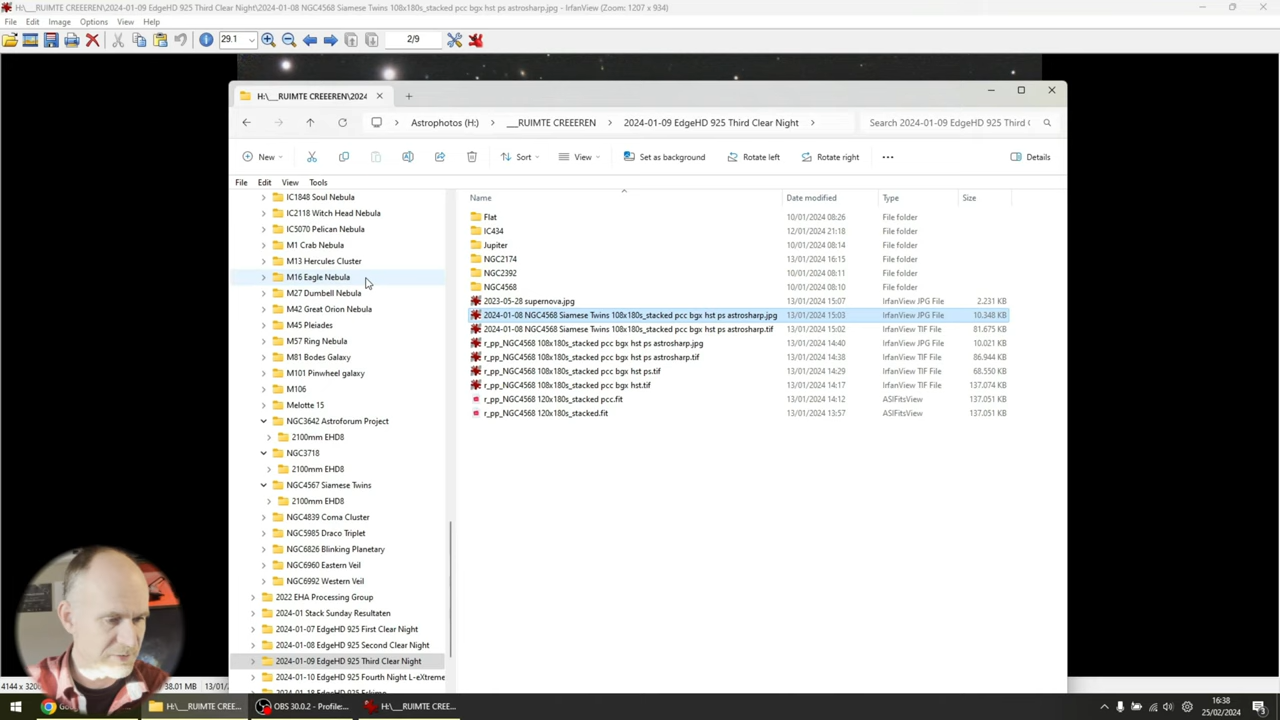 H:\__RUIMTE CREEEREN\2024-01-09 EdgeHD 925 Third Clear Night\2024-01-08 NGC4568 Siamese Twins 108x180s_stacked pcc bgx hst ps astrosharp.jpg - IrfanView (Zoom: 1207 x 934)
File Edit Image Options View Help
29.1 2/9
H:\__RUIMTE CREEEREN\2024
Astrophotos (H:) __RUIMTE CREEEREN 2024-01-09 EdgeHD 925 Third Clear Night Search 2024-01-09 EdgeHD 925 Third C
New Sort View Set as background Rotate left Rotate right Details
File Edit View Tools
IC1848 Soul Nebula
IC2118 Witch Head Nebula
IC5070 Pelican Nebula
M1 Crab Nebula
M13 Hercules Cluster
M16 Eagle Nebula
M27 Dumbell Nebula
M42 Great Orion Nebula
M45 Pleiades
M57 Ring Nebula
M81 Bodes Galaxy
M101 Pinwheel galaxy
M106
Melotte 15
NGC3642 Astroforum Project
2100mm EHD8
NGC3718
2100mm EHD8
NGC4567 Siamese Twins
2100mm EHD8
NGC4839 Coma Cluster
NGC5985 Draco Triplet
NGC6826 Blinking Planetary
NGC6960 Eastern Veil
NGC6992 Western Veil
2022 EHA Processing Group
2024-01 Stack Sunday Resultaten
2024-01-07 EdgeHD 925 First Clear Night
2024-01-08 EdgeHD 925 Second Clear Night
2024-01-09 EdgeHD 925 Third Clear Night
2024-01-10 EdgeHD 925 Fourth Night L-eXtreme
Name Date modified Type Size
Flat 10/01/2024 08:26 File folder
IC434 12/01/2024 21:18 File folder
Jupiter 10/01/2024 08:14 File folder
NGC2174 13/01/2024 16:15 File folder
NGC2392 10/01/2024 08:11 File folder
NGC4568 10/01/2024 08:10 File folder
2023-05-28 supernova.jpg 13/01/2024 15:07 IrfanView JPG File 2.231 KB
2024-01-08 NGC4568 Siamese Twins 108x180s_stacked pcc bgx hst ps astrosharp.jpg 13/01/2024 15:03 IrfanView JPG File 10.348 KB
2024-01-08 NGC4568 Siamese Twins 108x180s_stacked pcc bgx hst ps astrosharp.tif 13/01/2024 15:02 IrfanView TIF File 81.675 KB
r_pp_NGC4568 108x180s_stacked pcc bgx hst ps astrosharp.jpg 13/01/2024 14:40 IrfanView JPG File 10.021 KB
r_pp_NGC4568 108x180s_stacked pcc bgx hst ps astrosharp.tif 13/01/2024 14:38 IrfanView TIF File 86.944 KB
r_pp_NGC4568 108x180s_stacked pcc bgx hst ps.tif 13/01/2024 14:29 IrfanView TIF File 68.550 KB
r_pp_NGC4568 108x180s_stacked pcc bgx hst.tif 13/01/2024 14:17 IrfanView TIF File 137.074 KB
r_pp_NGC4568 120x180s_stacked pcc.fit 13/01/2024 14:12 ASIFitsView 137.051 KB
r_pp_NGC4568 120x180s_stacked.fit 13/01/2024 13:57 ASIFitsView 137.051 KB
38.01 MB 13/01/
H:\__RUIMTE CREE... OBS 30.0.2 - Profile:... H:\__RUIMTE CREE...
16:38
25/02/2024